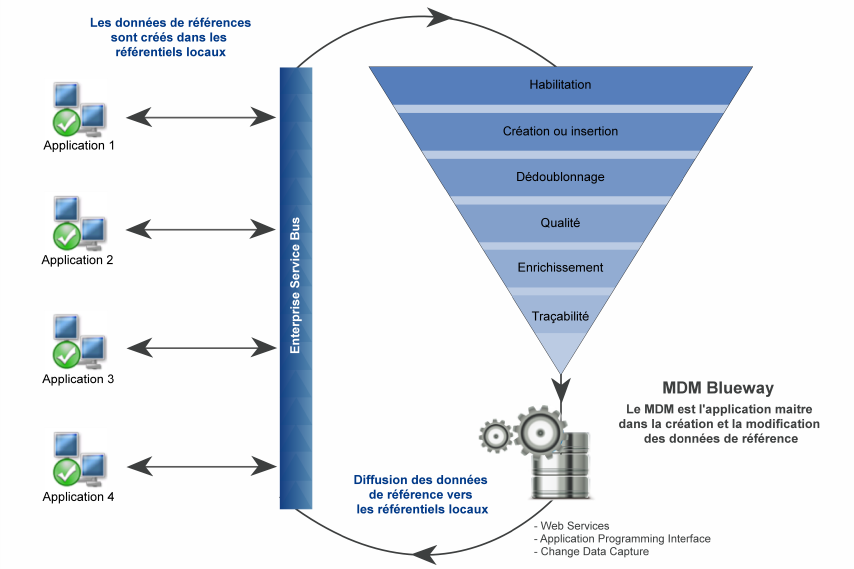 Les données de références
sont créés dans les
référentiels locaux
Application 1
Application 2
Application 3
Application 4
Enterprise Service Bus
Habilitation
Création ou insertion
Dédoublonnage
Qualité
Enrichissement
Traçabilité
MDM Blueway
Le MDM est l'application maitre
dans la création et la modification
des données de référence
Diffusion des données
de référence vers
les référentiels locaux
- Web Services
- Application Programming Interface
- Change Data Capture